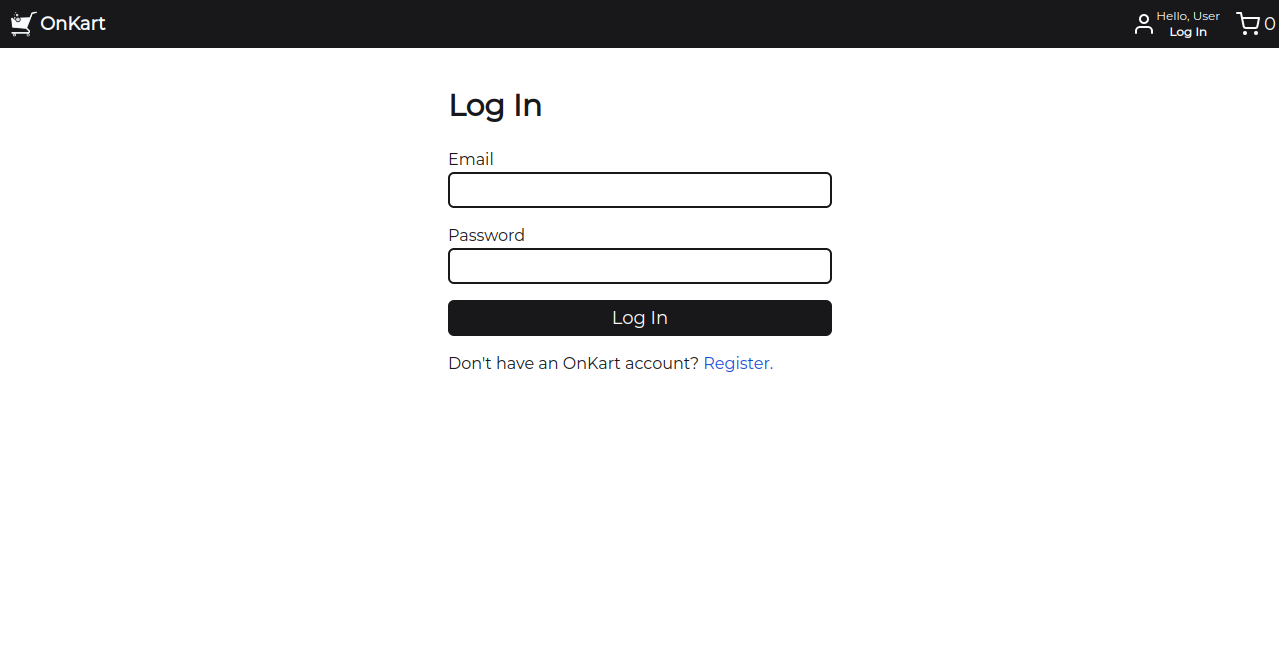 OnKart
Hello, User
Log In
0
Log In
Email
Password
Log In
Don't have an OnKart account? Register.